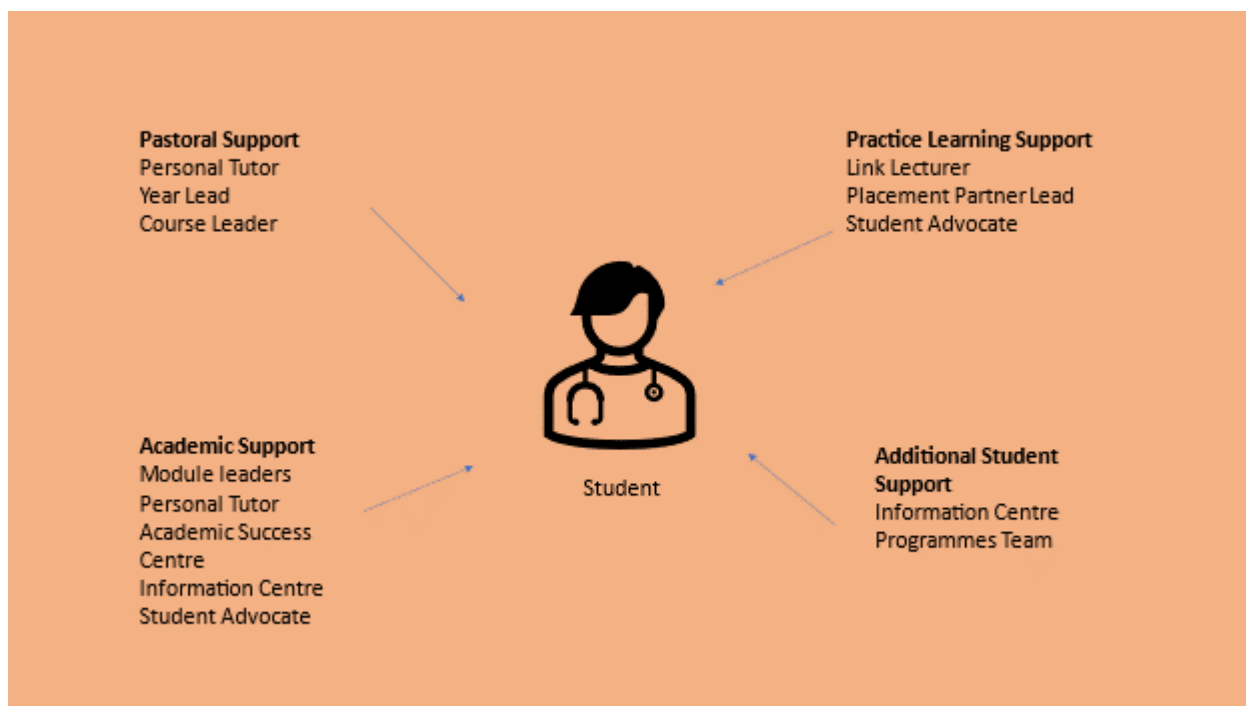 Pastoral Support
Personal Tutor
Year Lead
Course Leader
Practice Learning Support
Link Lecturer
Placement Partner Lead
Student Advocate
Academic Support
Module leaders
Personal Tutor
Academic Success
Centre
Information Centre
Student Advocate
Student
Additional Student
Support
Information Centre
Programmes Team